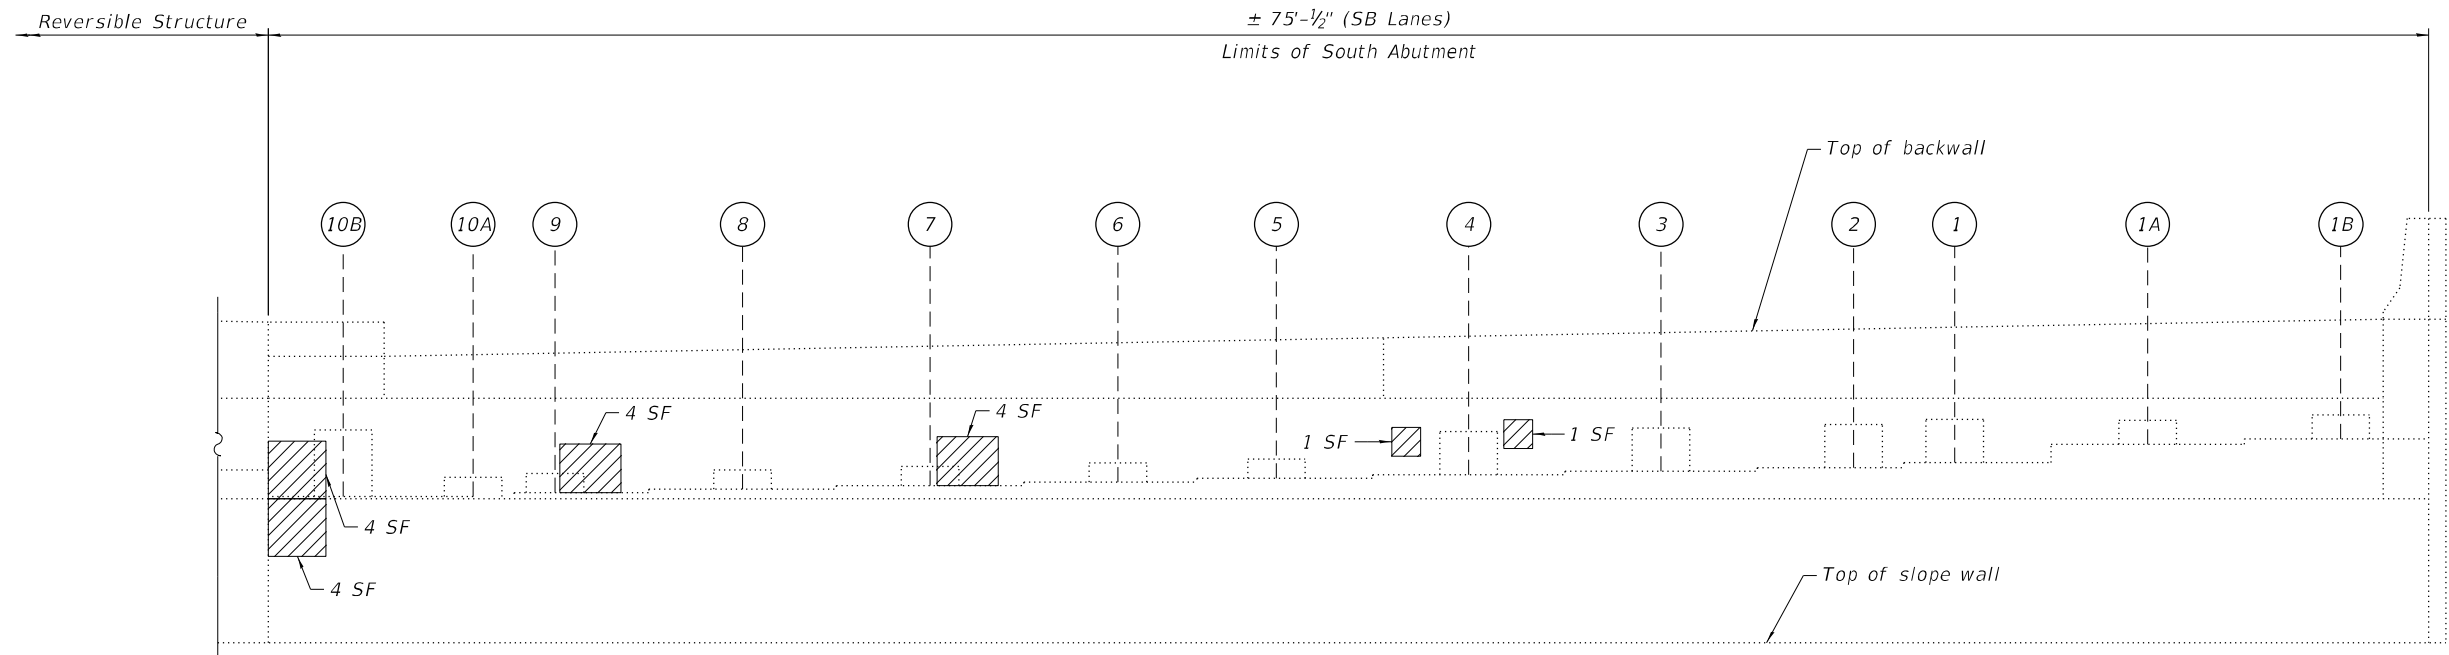 Reversible Structure
± 75'-½" (SB Lanes)
Limits of South Abutment
Top of backwall
10B 10A 9 8 7 6 5 4 3 2 1 1A 1B
4 SF
4 SF
1 SF
1 SF
4 SF
4 SF
Top of slope wall